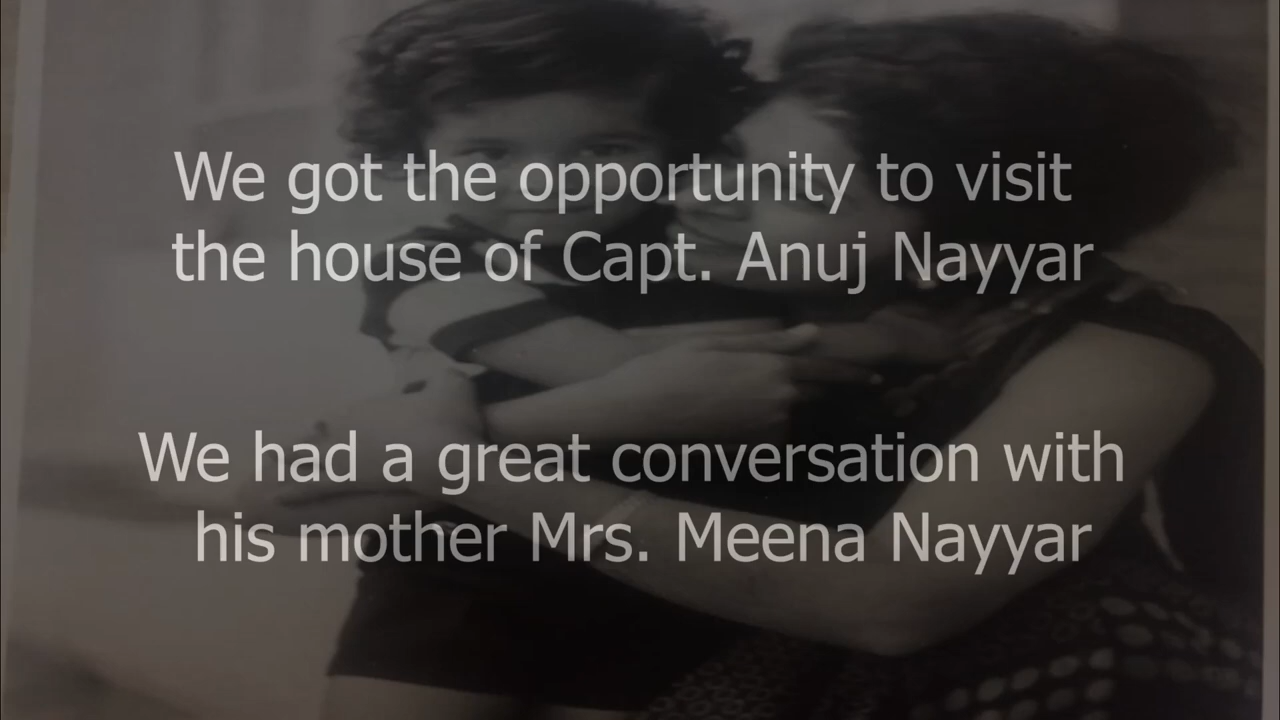 We got the opportunity to visit
the house of Capt. Anuj Nayyar
We had a great conversation with
his mother Mrs. Meena Nayyar